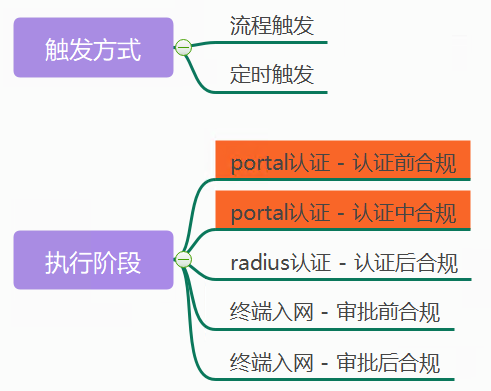 触发方式
流程触发
定时触发
执行阶段
portal认证 - 认证前合规
portal认证 - 认证中合规
radius认证 - 认证后合规
终端入网 - 审批前合规
终端入网 - 审批后合规